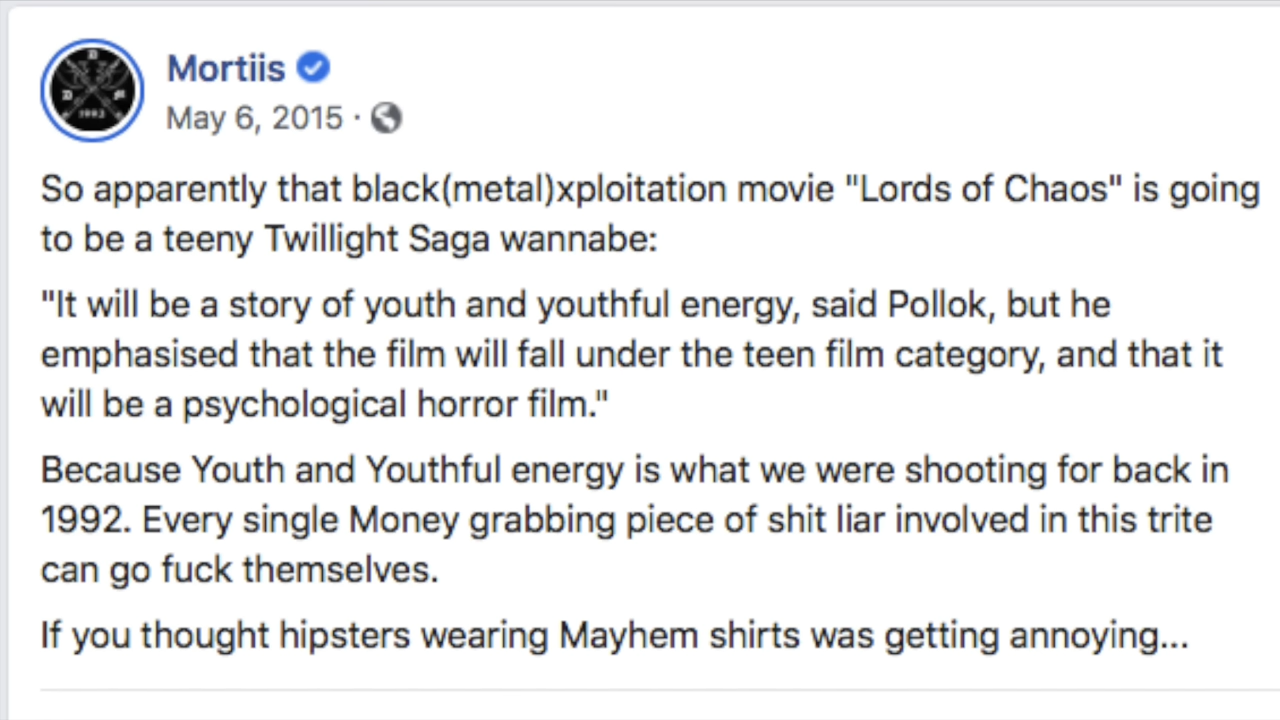 Mortiis
May 6, 2015 ·
So apparently that black(metal)xploitation movie "Lords of Chaos" is going
to be a teeny Twillight Saga wannabe:
"It will be a story of youth and youthful energy, said Pollok, but he
emphasised that the film will fall under the teen film category, and that it
will be a psychological horror film."
Because Youth and Youthful energy is what we were shooting for back in
1992. Every single Money grabbing piece of shit liar involved in this trite
can go fuck themselves.
If you thought hipsters wearing Mayhem shirts was getting annoying...